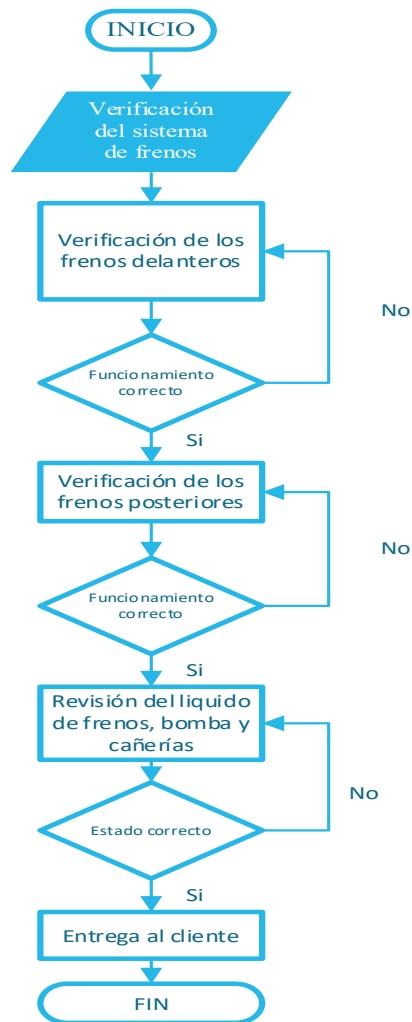 INICIO
Verificación
del sistema
de frenos
Verificación de los
frenos delanteros
No
Funcionamiento
correcto
Si
Verificación de los
frenos posteriores
No
Funcionamiento
correcto
Si
Revisión del liquido
de frenos, bomba y
cañerías
No
Estado correcto
Si
Entrega al cliente
FIN